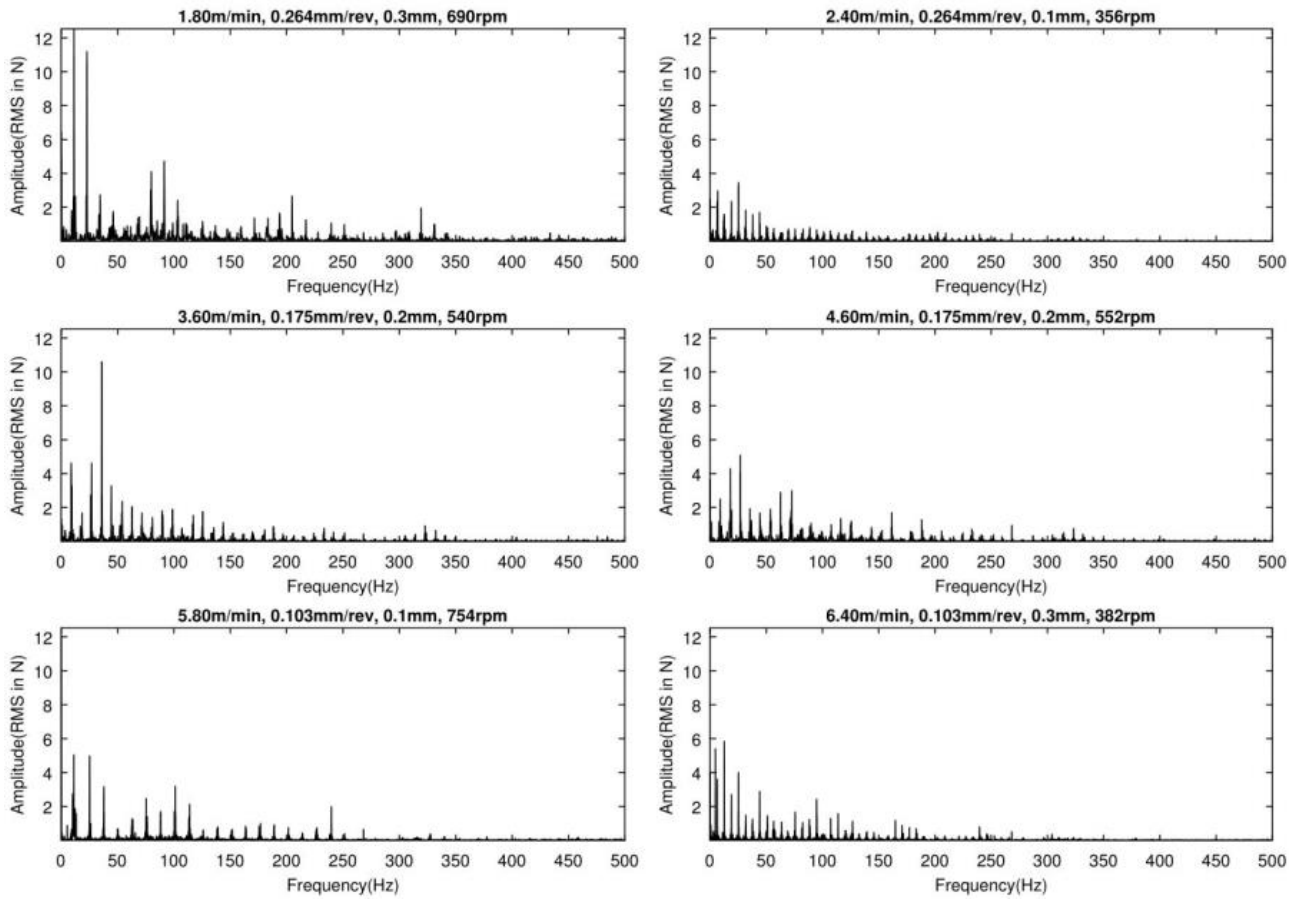 1.80m/min, 0.264mm/rev, 0.3mm, 690rpm
12
10
8
6
4
2
Amplitude(RMS in N)
0 50 100 150 200 250 300 350 400 450 500
Frequency(Hz)
2.40m/min, 0.264mm/rev, 0.1mm, 356rpm
12
10
8
6
4
2
Amplitude(RMS in N)
0 50 100 150 200 250 300 350 400 450 500
Frequency(Hz)
3.60m/min, 0.175mm/rev, 0.2mm, 540rpm
12
10
8
6
4
2
Amplitude(RMS in N)
0 50 100 150 200 250 300 350 400 450 500
Frequency(Hz)
4.60m/min, 0.175mm/rev, 0.2mm, 552rpm
12
10
8
6
4
2
Amplitude(RMS in N)
0 50 100 150 200 250 300 350 400 450 500
Frequency(Hz)
5.80m/min, 0.103mm/rev, 0.1mm, 754rpm
12
10
8
6
4
2
Amplitude(RMS in N)
0 50 100 150 200 250 300 350 400 450 500
Frequency(Hz)
6.40m/min, 0.103mm/rev, 0.3mm, 382rpm
12
10
8
6
4
2
Amplitude(RMS in N)
0 50 100 150 200 250 300 350 400 450 500
Frequency(Hz)